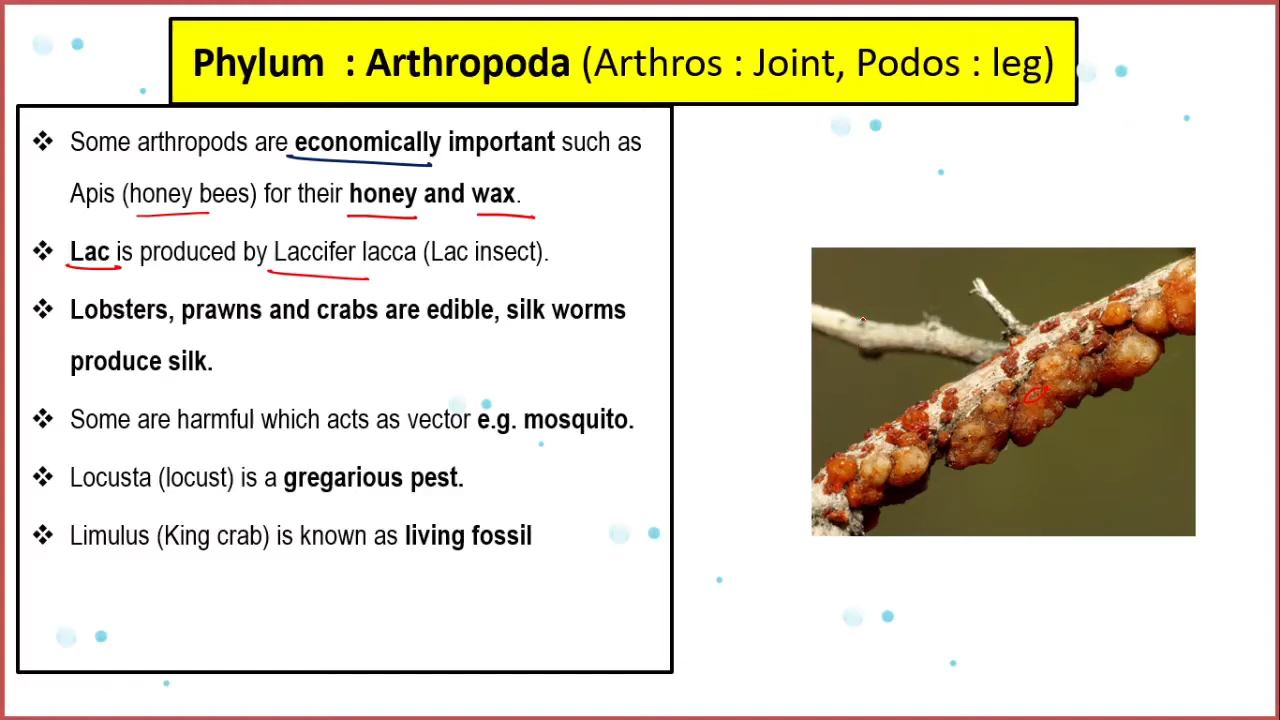 Phylum : Arthropoda (Arthros : Joint, Podos : leg)
❖ Some arthropods are economically important such as
Apis (honey bees) for their honey and wax.
❖ Lac is produced by Laccifer lacca (Lac insect).
❖ Lobsters, prawns and crabs are edible, silk worms
produce silk.
❖ Some are harmful which acts as vector e.g. mosquito.
❖ Locusta (locust) is a gregarious pest.
❖ Limulus (King crab) is known as living fossil